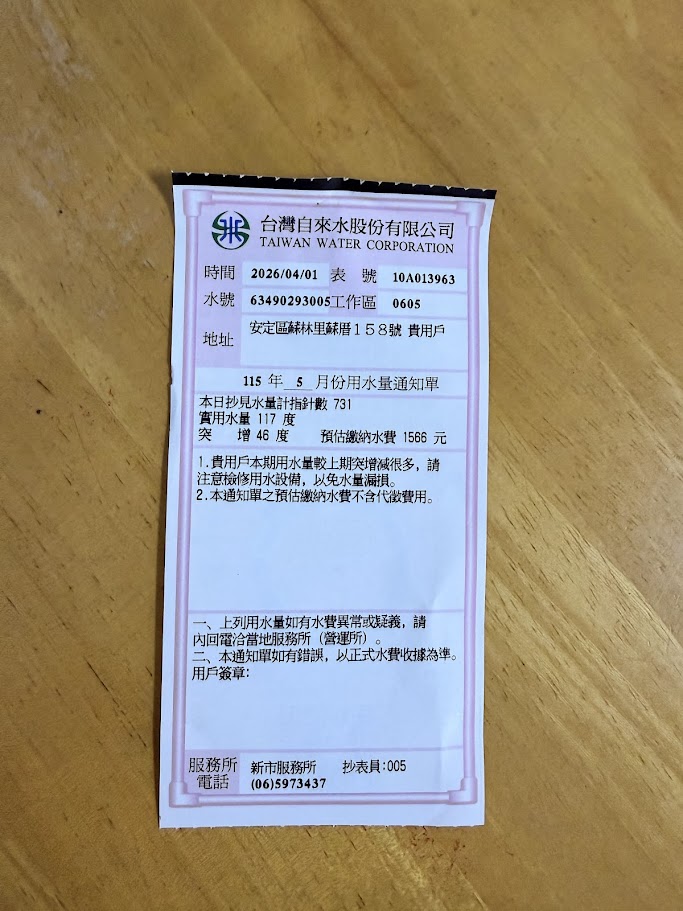 台灣自來水股份有限公司
TAIWAN WATER CORPORATION
時間 2026/04/01 表 號 10A013963
水號 63490293005 工作區 0605
地址 安定區蘇林里蘇厝158號 貴用戶
115 年 5 月份用水量通知單
本日抄見水量計指針數 731
實用水量 117 度
突 增 46 度 預估繳納水費 1566 元
1.貴用戶本期用水量較上期突增減很多，請
注意檢修用水設備，以免水量漏損。
2.本通知單之預估繳納水費不含代徵費用。
一、上列用水量如有水費異常或疑義，請
內回電洽當地服務所（營運所）。
二、本通知單如有錯誤，以正式水費收據為準。
用戶簽章：
服務所 新市服務所 抄表員：005
電話 (06)5973437